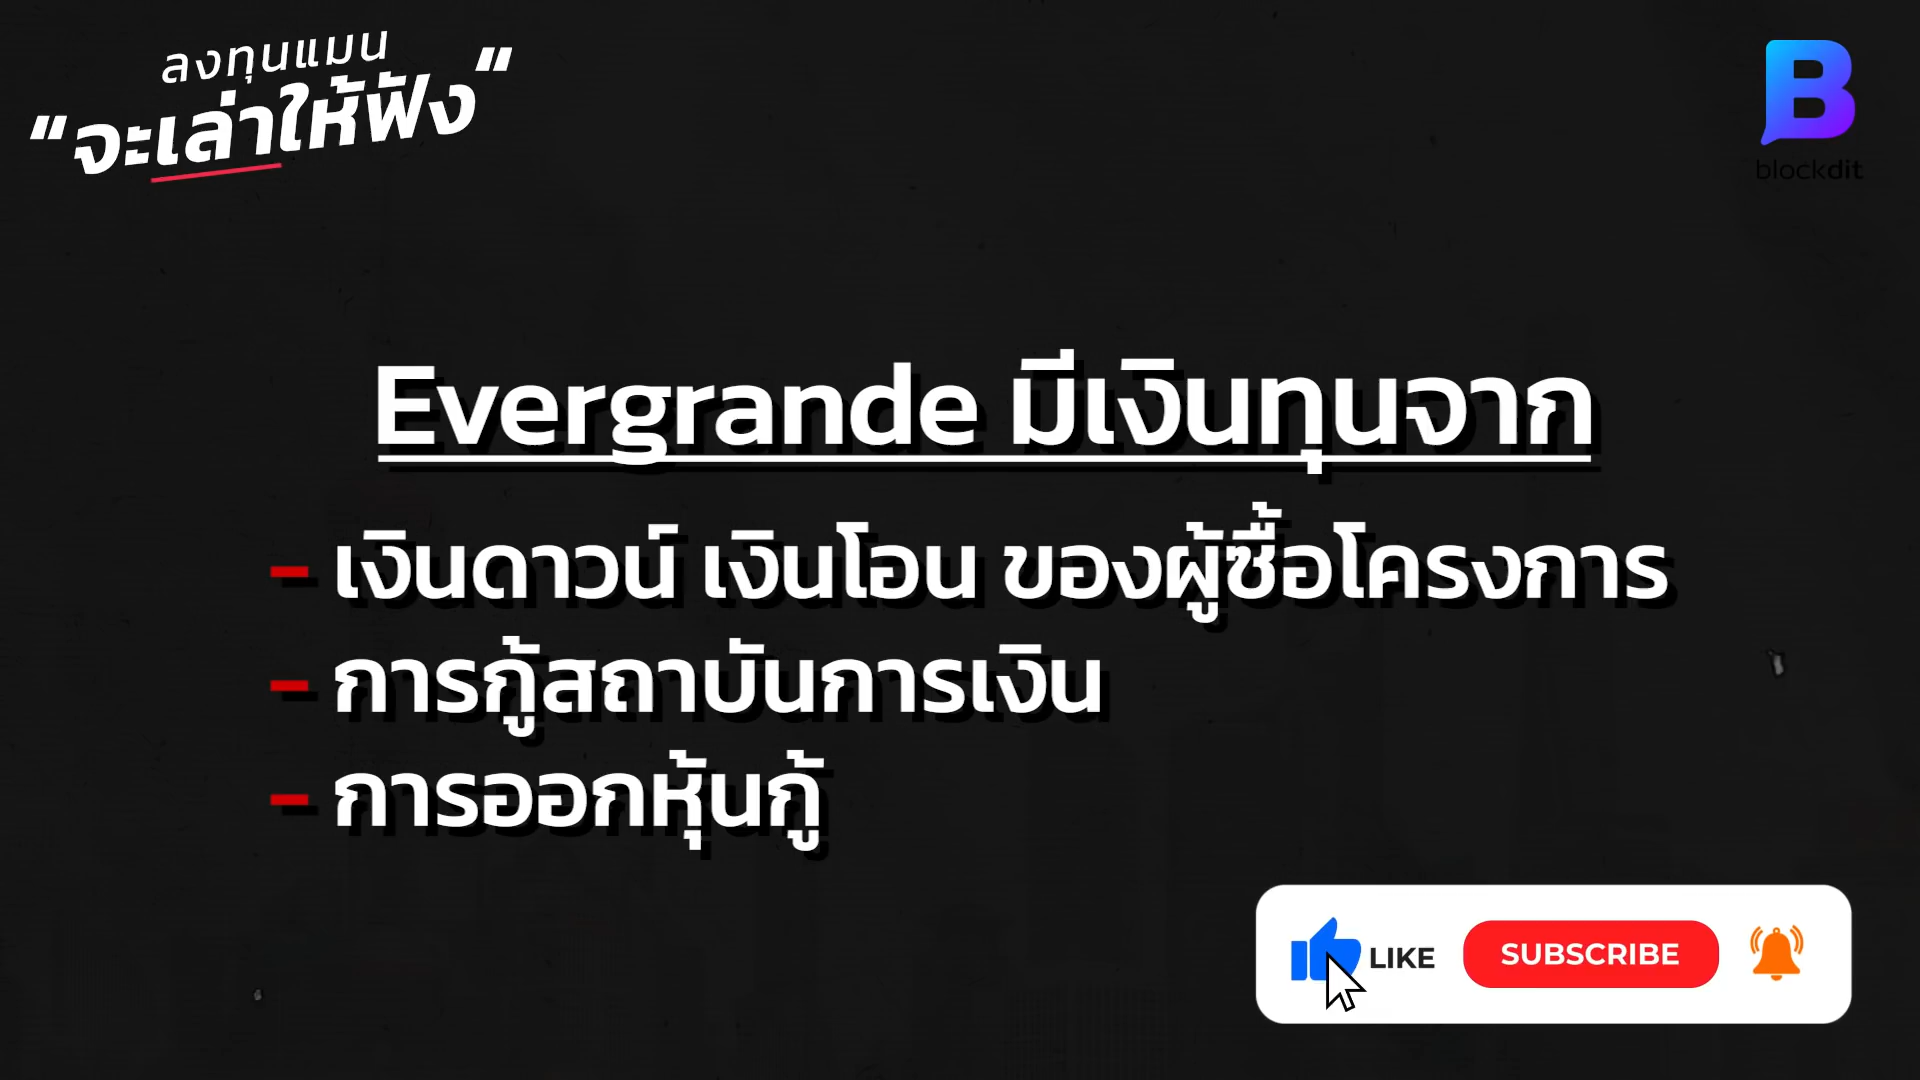 ลงทุนแมน
“จะเล่าให้ฟัง“
blockdit
Evergrande มีเงินทุนจาก
- เงินดาวน์ เงินโอน ของผู้ซื้อโครงการ
- การกู้สถาบันการเงิน
- การออกหุ้นกู้
LIKE SUBSCRIBE